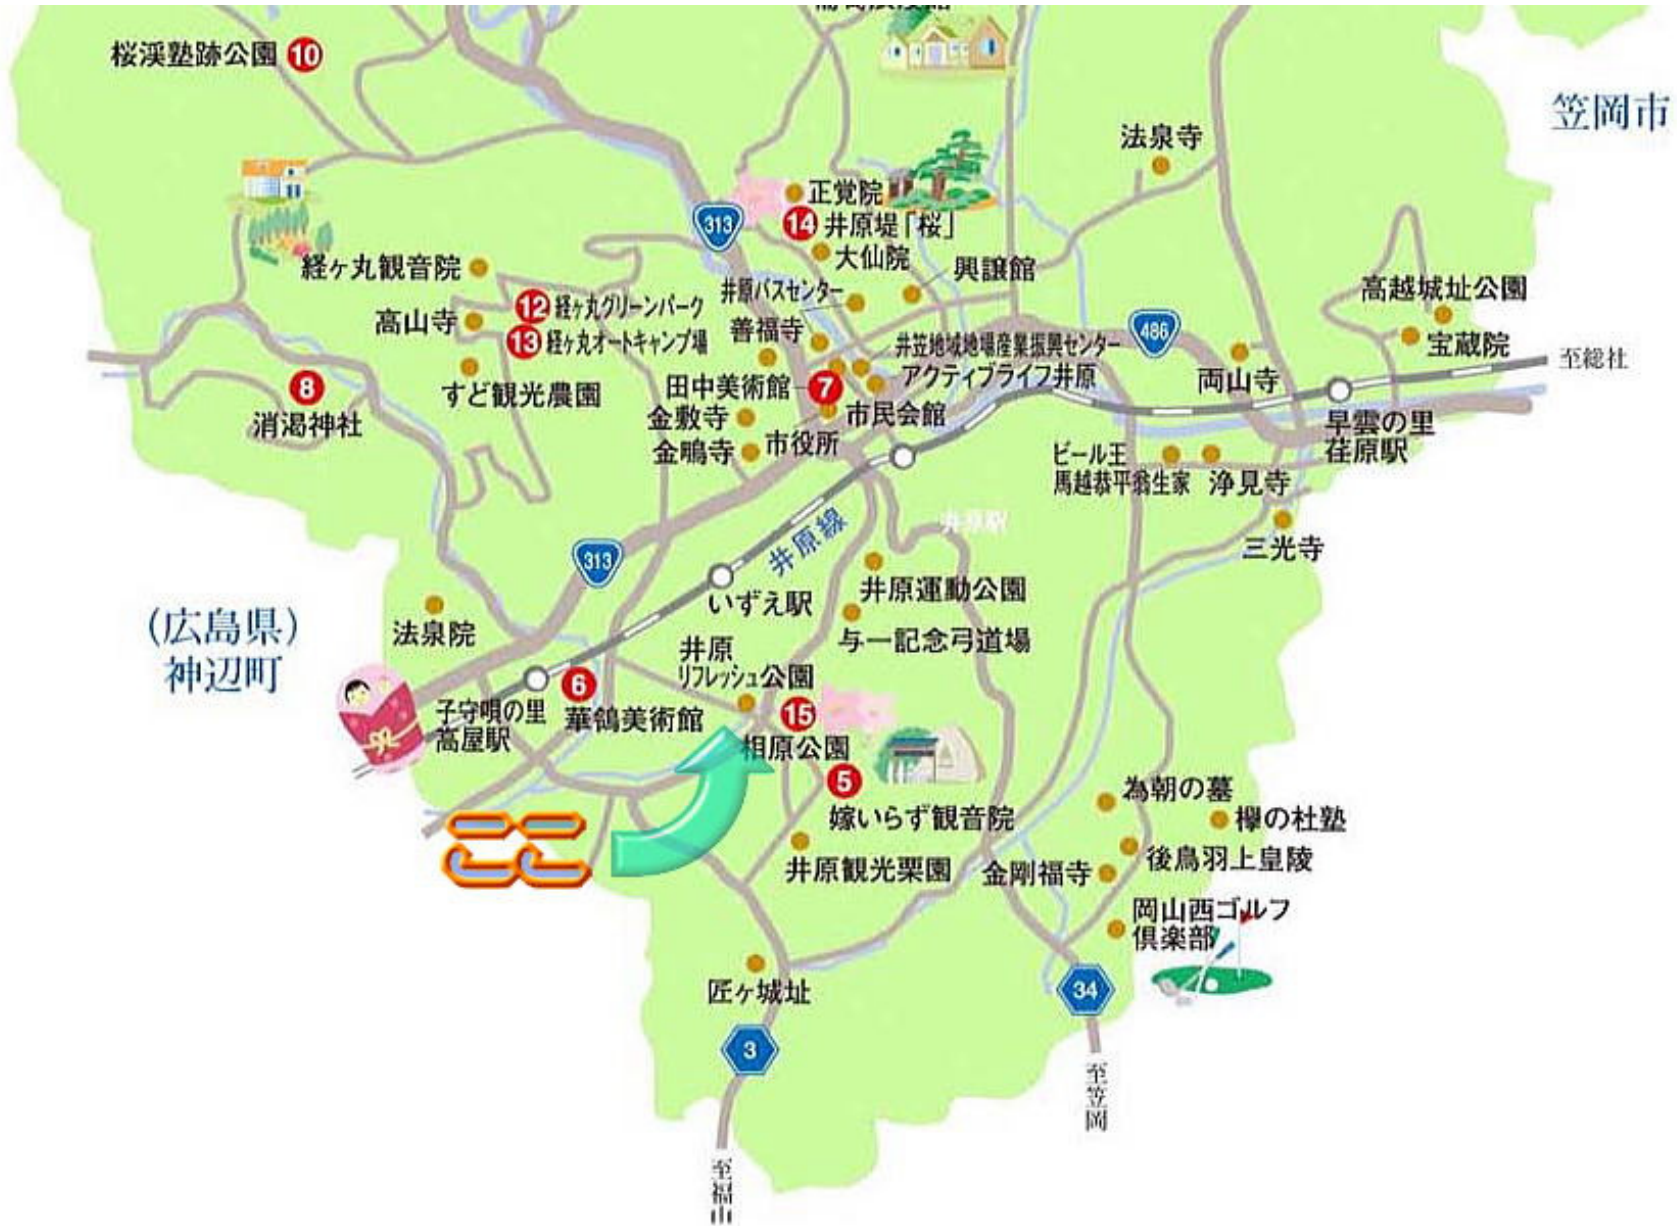 桜渓塾跡公園 10
笠岡市
法泉寺
正覚院
313
14 井原堤「桜」
大仙院
経ヶ丸観音院
興譲館
井原バスセンター
高越城址公園
12 経ヶ丸グリーンパーク
高山寺
善福寺
486
13 経ヶ丸オートキャンプ場
井笠地域地場産業振興センター
宝蔵院
至総社
アクティブライフ井原
両山寺
8
すど観光農園
田中美術館
7
消渇神社
金敷寺
市民会館
早雲の里
荏原駅
金鳴寺
市役所
ビール王
馬越恭平翁生家
浄見寺
井原駅
井原線
三光寺
313
いずえ駅
井原運動公園
(広島県)
神辺町
法泉院
与一記念弓道場
井原
リフレッシュ公園
6
子守唄の里
高屋駅
華鴒美術館
15
相原公園
5
為朝の墓
嫁いらず観音院
欅の杜塾
井原観光栗園
後鳥羽上皇陵
金剛福寺
岡山西ゴルフ
倶楽部
匠ヶ城址
34
3
至笠岡
至福山